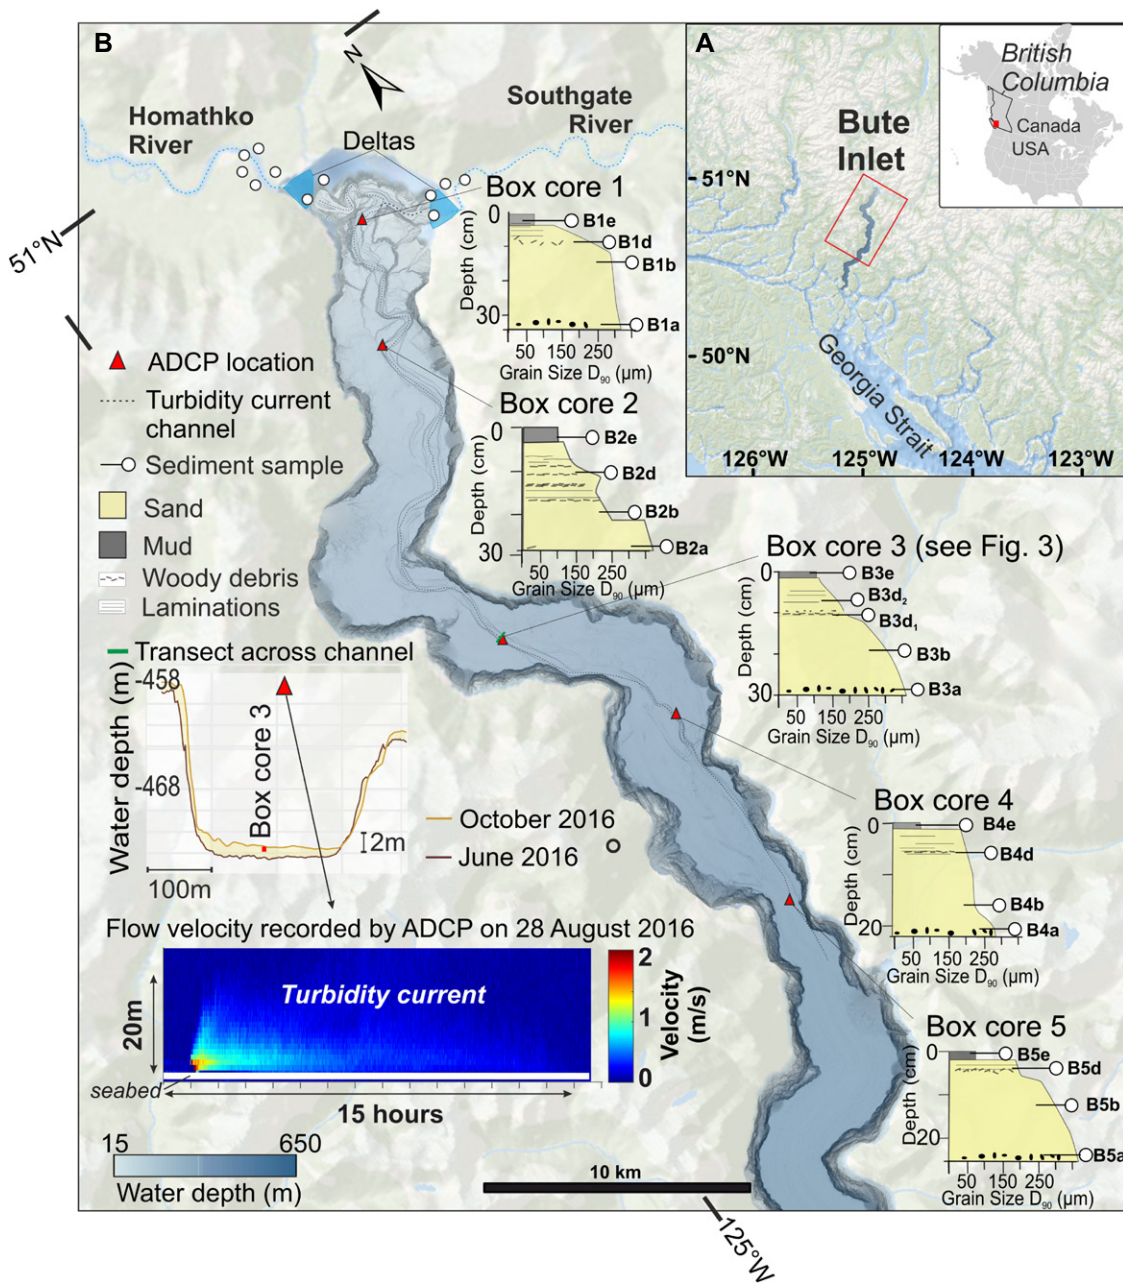 B
N
Homathko
River
Southgate
River
Deltas
51°N
A
British
Columbia
Canada
USA
Bute
Inlet
51°N
50°N
Georgia Strait
126°W
125°W
124°W
123°W
Box core 1
0
30
Depth (cm)
B1e
B1d
B1b
B1a
50
150
250
Grain Size D90 (µm)
ADCP location
Turbidity current
channel
Sediment sample
Sand
Mud
Woody debris
Laminations
Transect across channel
Box core 2
0
30
Depth (cm)
B2e
B2d
B2b
B2a
50
150
250
Grain Size D90 (µm)
Box core 3 (see Fig. 3)
0
30
Depth (cm)
B3e
B3d2
B3d1
B3b
B3a
50
150
250
Grain Size D90 (µm)
-458
-468
Water depth (m)
Box core 3
2m
100m
October 2016
June 2016
Box core 4
0
20
Depth (cm)
B4e
B4d
B4b
B4a
50
150
250
Grain Size D90 (µm)
Flow velocity recorded by ADCP on 28 August 2016
Turbidity current
20m
seabed
15 hours
2
1
0
Velocity
(m/s)
Box core 5
0
20
Depth (cm)
B5e
B5d
B5b
B5a
50
150
250
Grain Size D90 (µm)
15
650
Water depth (m)
10 km
125°W